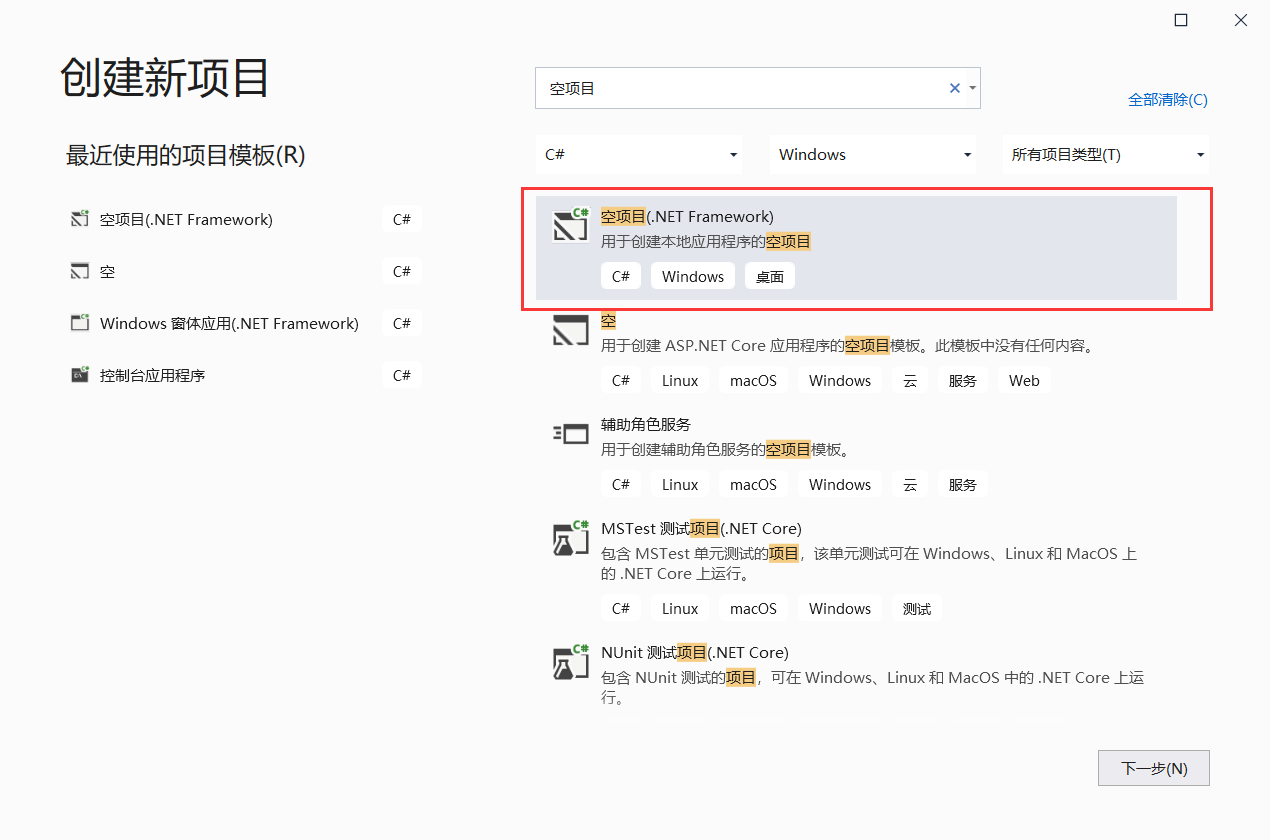 创建新项目
最近使用的项目模板(R)
空项目(.NET Framework)
C#
空
C#
Windows 窗体应用(.NET Framework)
C#
控制台应用程序
C#
空项目
全部清除(C)
C#
Windows
所有项目类型(T)
空项目(.NET Framework)
用于创建本地应用程序的空项目
C# Windows 桌面
空
用于创建 ASP.NET Core 应用程序的空项目模板。此模板中没有任何内容。
C# Linux macOS Windows 云 服务 Web
辅助角色服务
用于创建辅助角色服务的空项目模板。
C# Linux macOS Windows 云 服务
MSTest 测试项目(.NET Core)
包含 MSTest 单元测试的项目，该单元测试可在 Windows、Linux 和 MacOS 上
的 .NET Core 上运行。
C# Linux macOS Windows 测试
NUnit 测试项目(.NET Core)
包含 NUnit 测试的项目，可在 Windows、Linux 和 MacOS 中的 .NET Core 上运
行。
下一步(N)